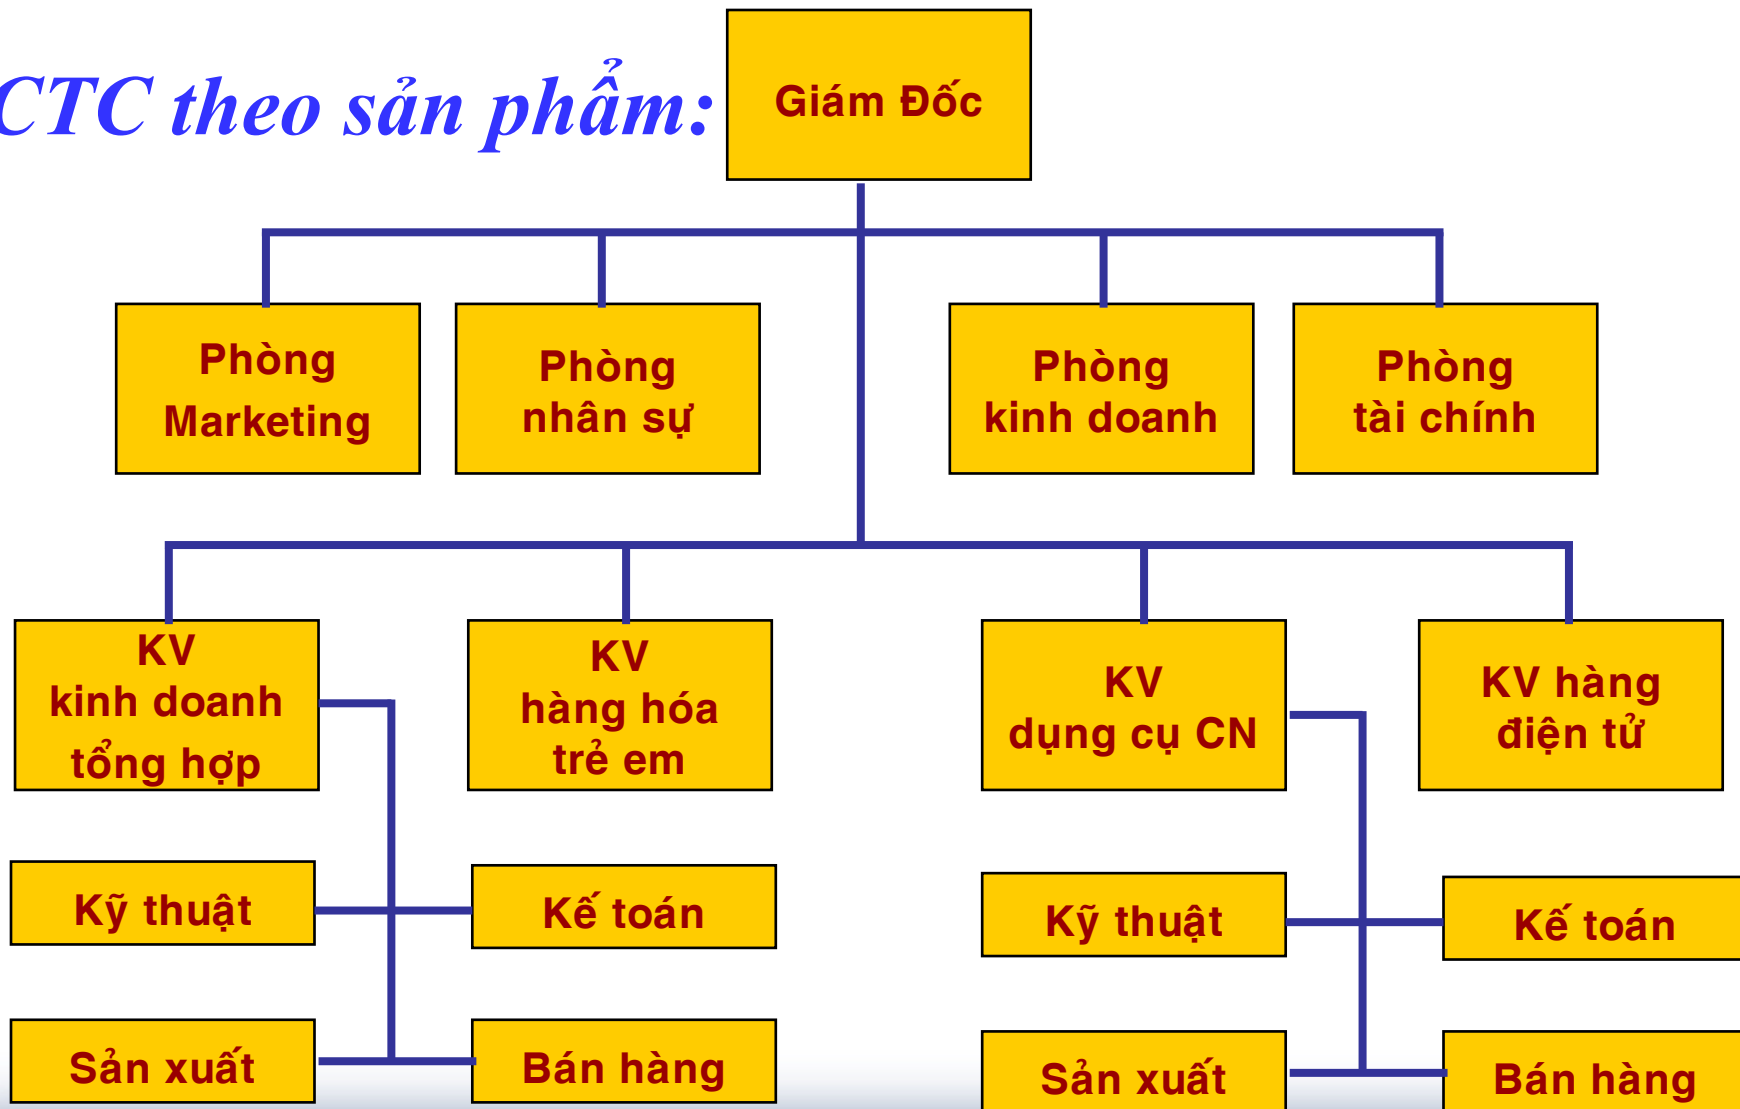 CTC theo sản phẩm:
Giám Đốc
Phòng
Marketing
Phòng
nhân sự
Phòng
kinh doanh
Phòng
tài chính
KV
kinh doanh
tổng hợp
KV
hàng hóa
trẻ em
KV
dụng cụ CN
KV hàng
điện tử
Kỹ thuật
Kế toán
Kỹ thuật
Kế toán
Sản xuất
Bán hàng
Sản xuất
Bán hàng